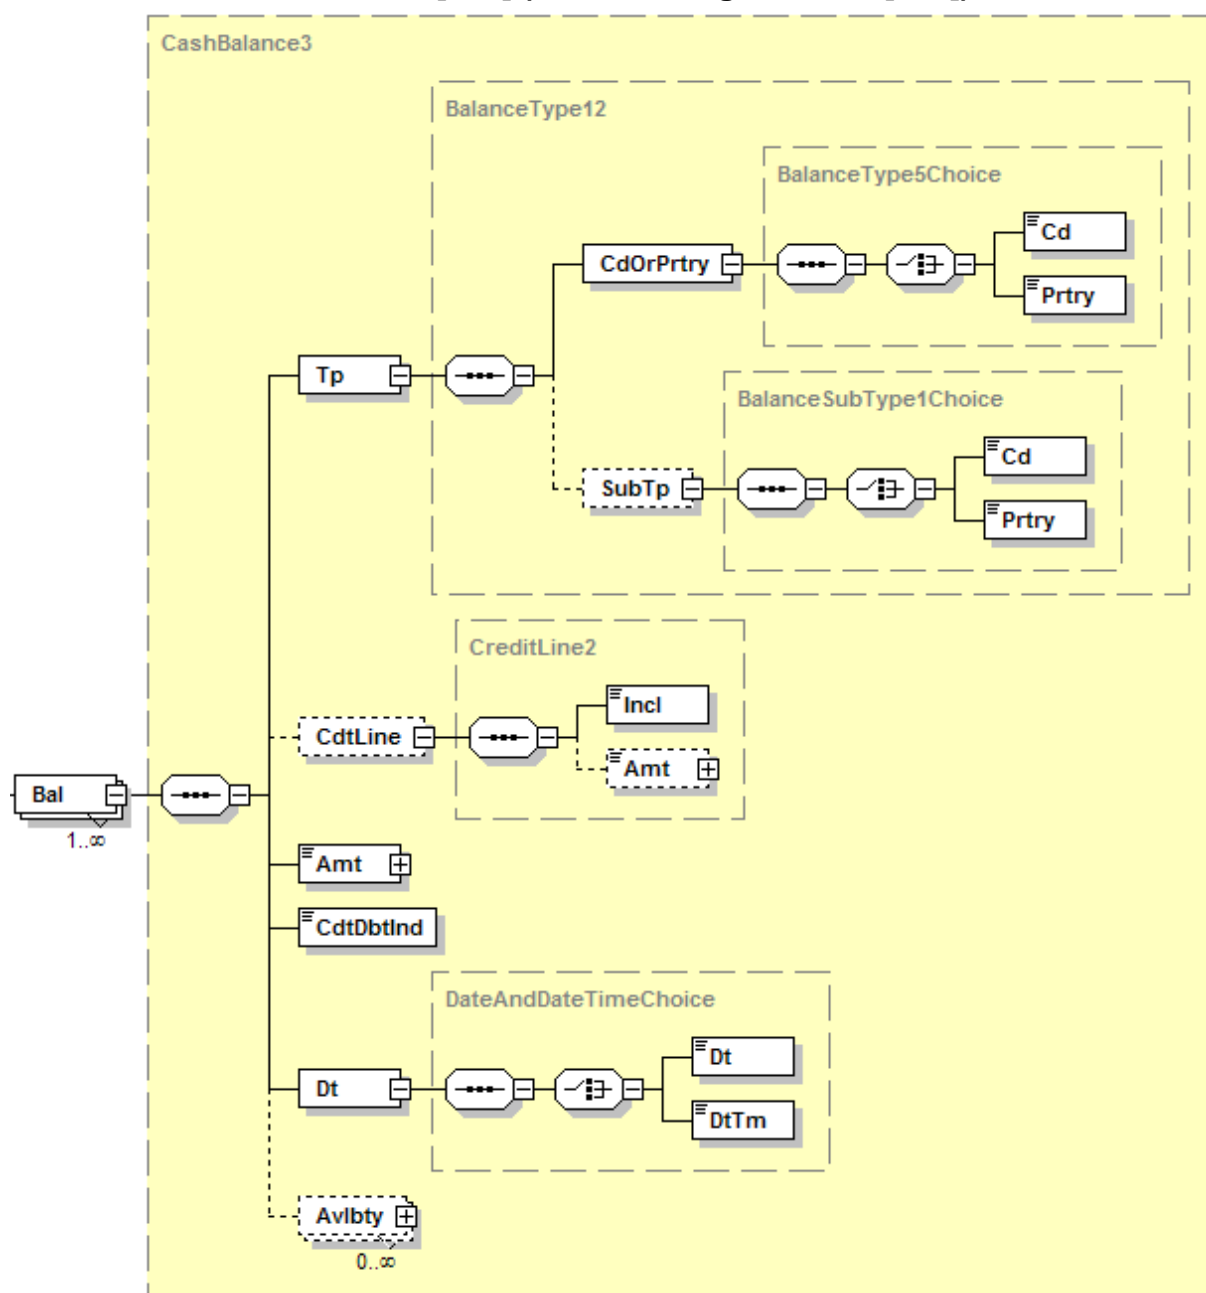 CashBalance3
BalanceType12
BalanceType5Choice
Cd
CdOrPrtry
Prtry
Tp
BalanceSubType1Choice
Cd
SubTp
Prtry
CreditLine2
Incl
CdtLine
Amt
Bal
1..∞
Amt
CdtDbtInd
DateAndDateTimeChoice
Dt
Dt
DtTm
Avlbty
0..∞